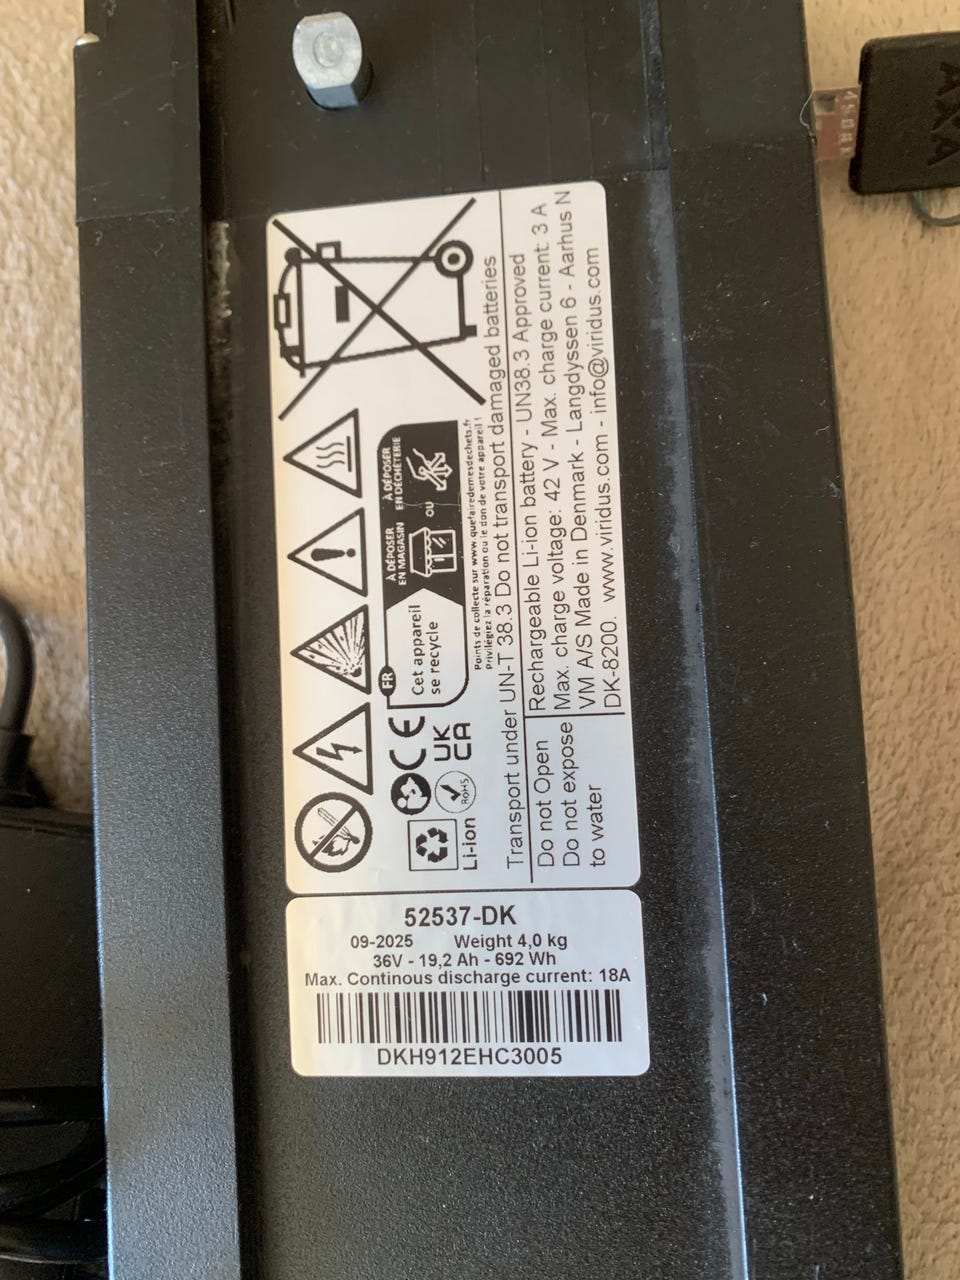 AXA
Li-ion
RoHS
CE
UK
CA
FR
Cet appareil
se recycle
À DÉPOSER
EN MAGASIN
OU
À DÉPOSER
EN DÉCHÈTERIE
Points de collecte sur www.quefairedemesdechets.fr
Privilégiez la réparation ou le don de votre appareil !
Transport under UN-T 38.3 Do not transport damaged batteries
Do not Open
Do not expose
to water
Rechargeable Li-Ion battery - UN38.3 Approved
Max. charge voltage: 42 V - Max. charge current: 3 A
VM A/S Made in Denmark - Langdyssen 6 - Aarhus N
DK-8200. www.viridus.com - info@viridus.com
52537-DK
09-2025 Weight 4,0 kg
36V - 19,2 Ah - 692 Wh
Max. Continous discharge current: 18A
DKH912EHC3005